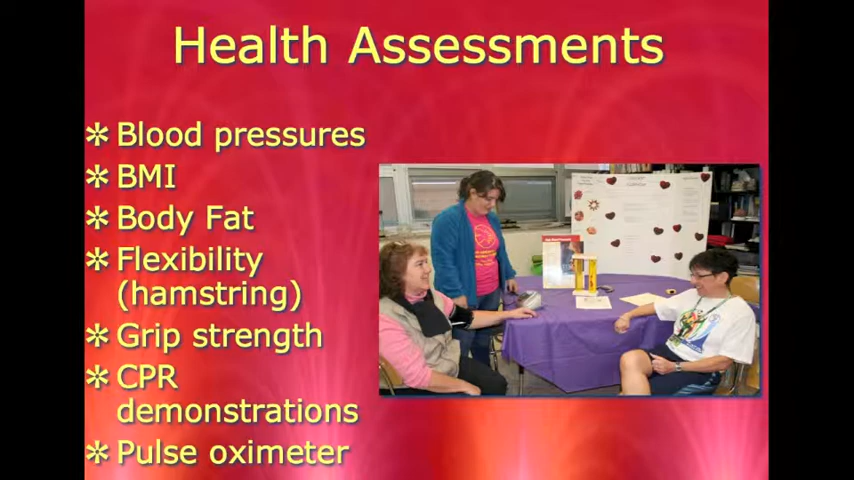 Health Assessments
Blood pressures
BMI
Body Fat
Flexibility
(hamstring)
Grip strength
CPR
demonstrations
Pulse oximeter